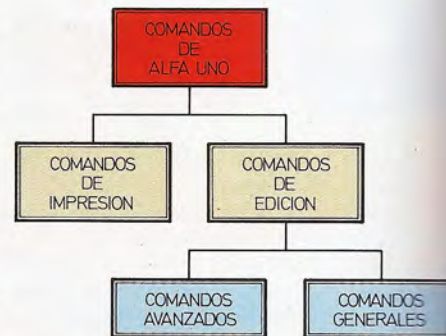 COMANDOS
DE
ALFA UNO
COMANDOS
DE
IMPRESION
COMANDOS
DE
EDICION
COMANDOS
AVANZADOS
COMANDOS
GENERALES